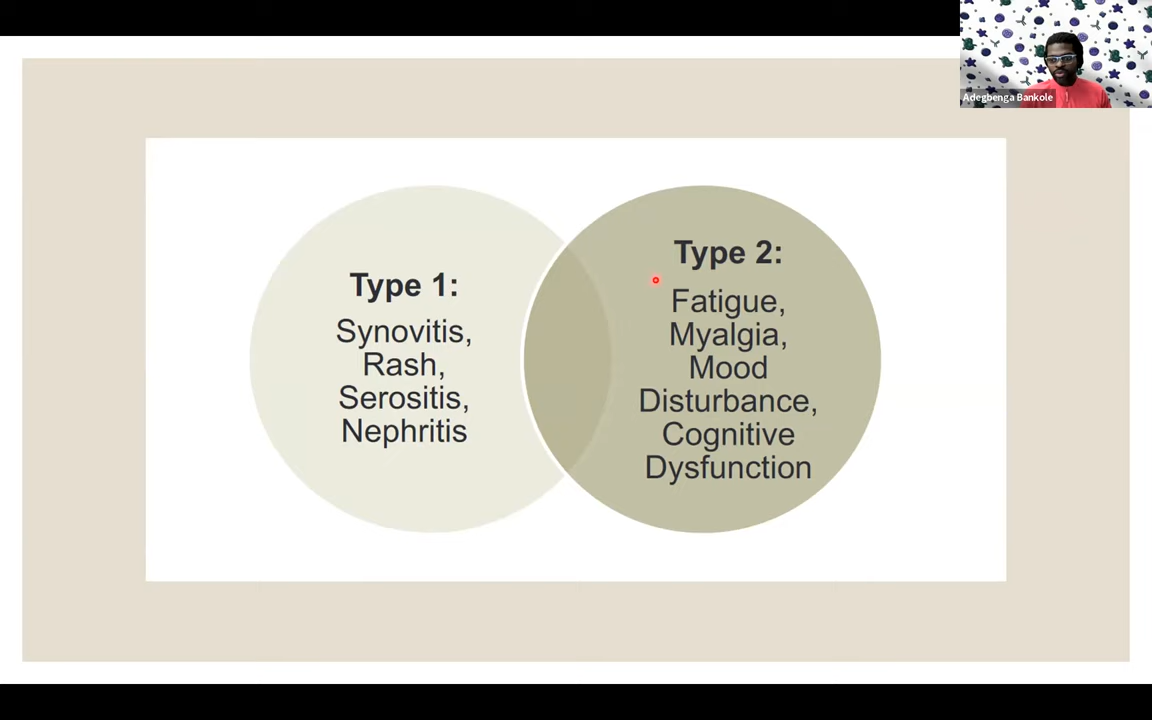 Adegbenga Bankole
Type 1:
Synovitis,
Rash,
Serositis,
Nephritis
Type 2:
Fatigue,
Myalgia,
Mood
Disturbance,
Cognitive
Dysfunction